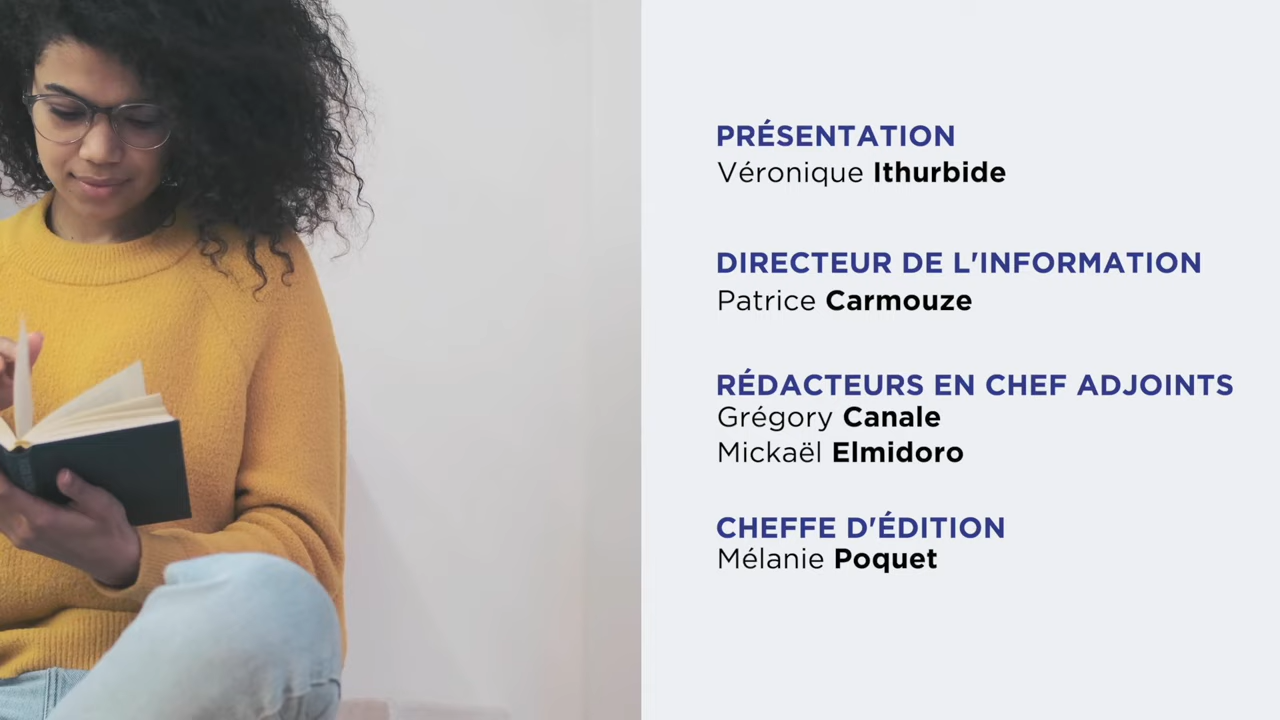 PRÉSENTATION
Véronique Ithurbide
DIRECTEUR DE L'INFORMATION
Patrice Carmouze
RÉDACTEURS EN CHEF ADJOINTS
Grégory Canale
Mickaël Elmidoro
CHEFFE D'ÉDITION
Mélanie Poquet